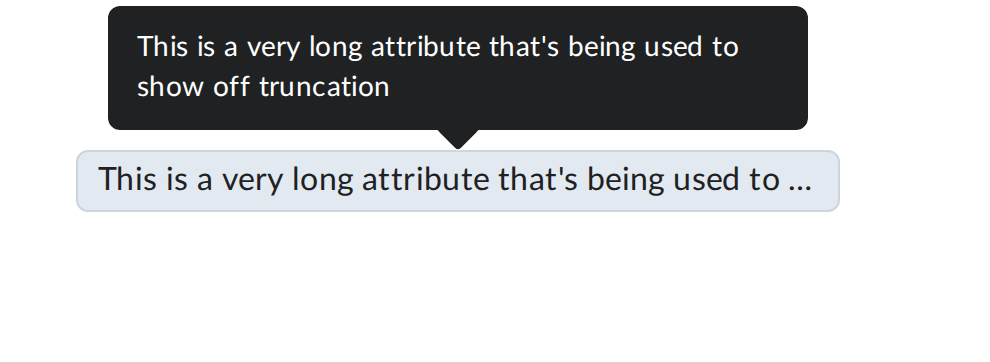 This is a very long attribute that's being used to
show off truncation
This is a very long attribute that's being used to ...